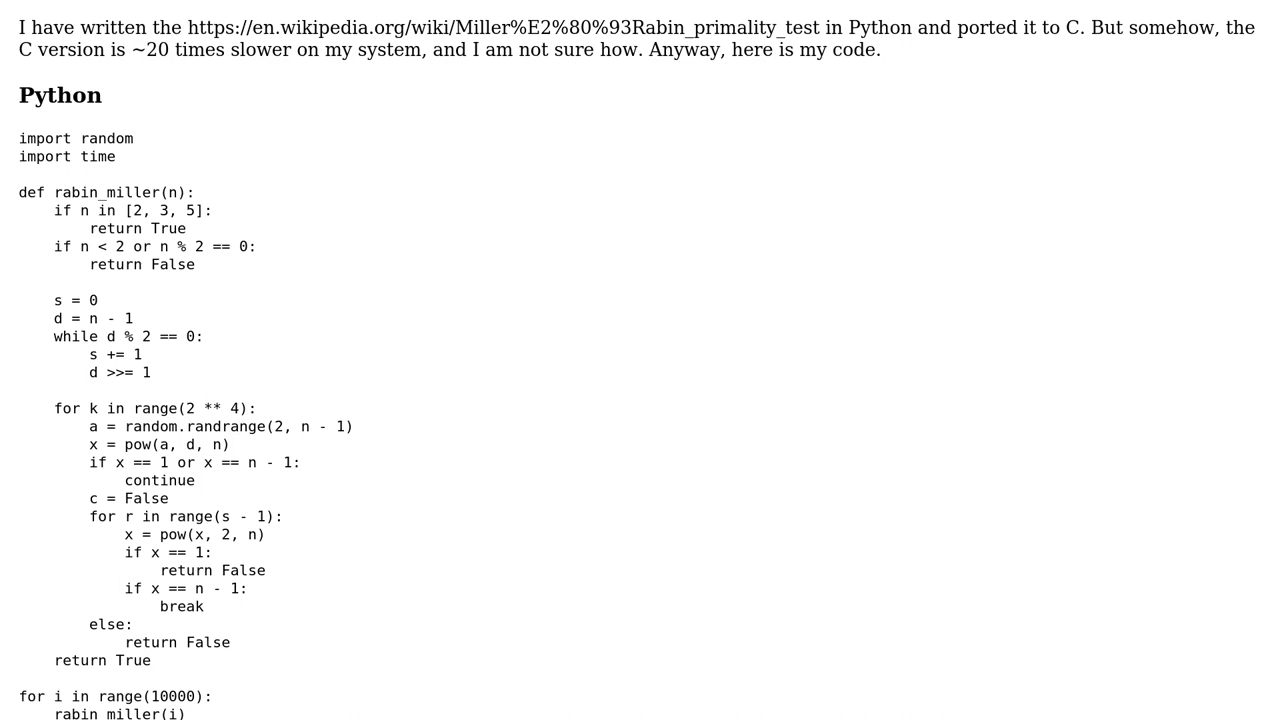 I have written the https://en.wikipedia.org/wiki/Miller%E2%80%93Rabin_primality_test in Python and ported it to C. But somehow, the
C version is ~20 times slower on my system, and I am not sure how. Anyway, here is my code.
Python
import random
import time
def rabin_miller(n):
    if n in [2, 3, 5]:
        return True
    if n < 2 or n % 2 == 0:
        return False
    s = 0
    d = n - 1
    while d % 2 == 0:
        s += 1
        d >>= 1
    for k in range(2 ** 4):
        a = random.randrange(2, n - 1)
        x = pow(a, d, n)
        if x == 1 or x == n - 1:
            continue
        c = False
        for r in range(s - 1):
            x = pow(x, 2, n)
            if x == 1:
                return False
            if x == n - 1:
                break
        else:
            return False
    return True
for i in range(10000):
    rabin_miller(i)